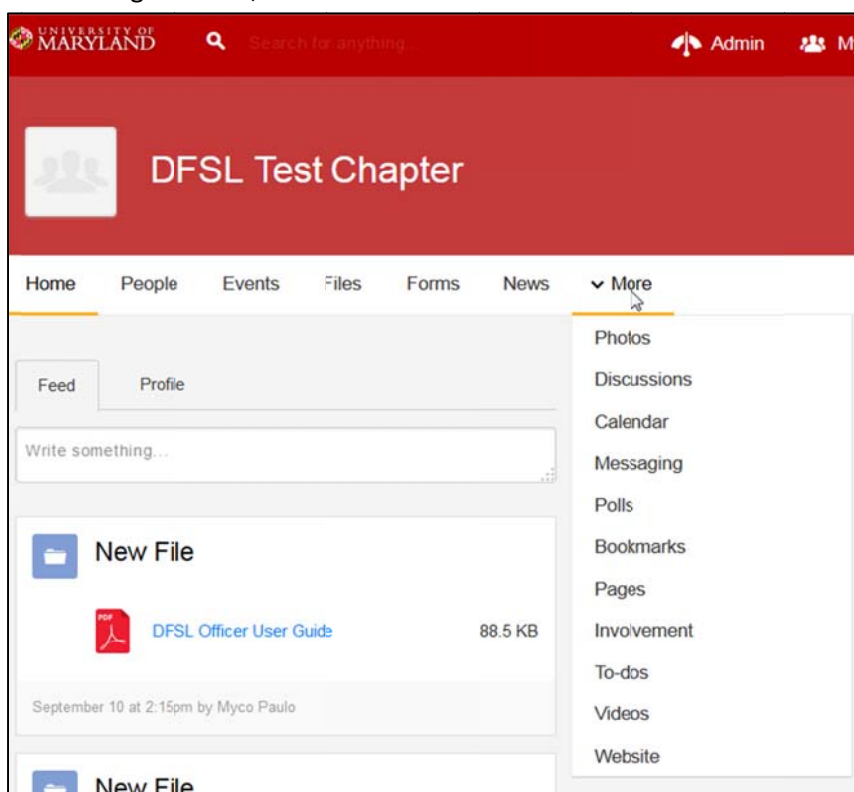 UNIVERSITY OF
MARYLAND
Search for anything...
Admin
DFSL Test Chapter
Home People Events Files Forms News More
Photos
Discussions
Calendar
Messaging
Polls
Bookmarks
Pages
Involvement
To-dos
Videos
Website
Feed Profile
Write something...
New File
PDF
DFSL Officer User Guide 88.5 KB
September 10 at 2:15pm by Myco Paulo
New File